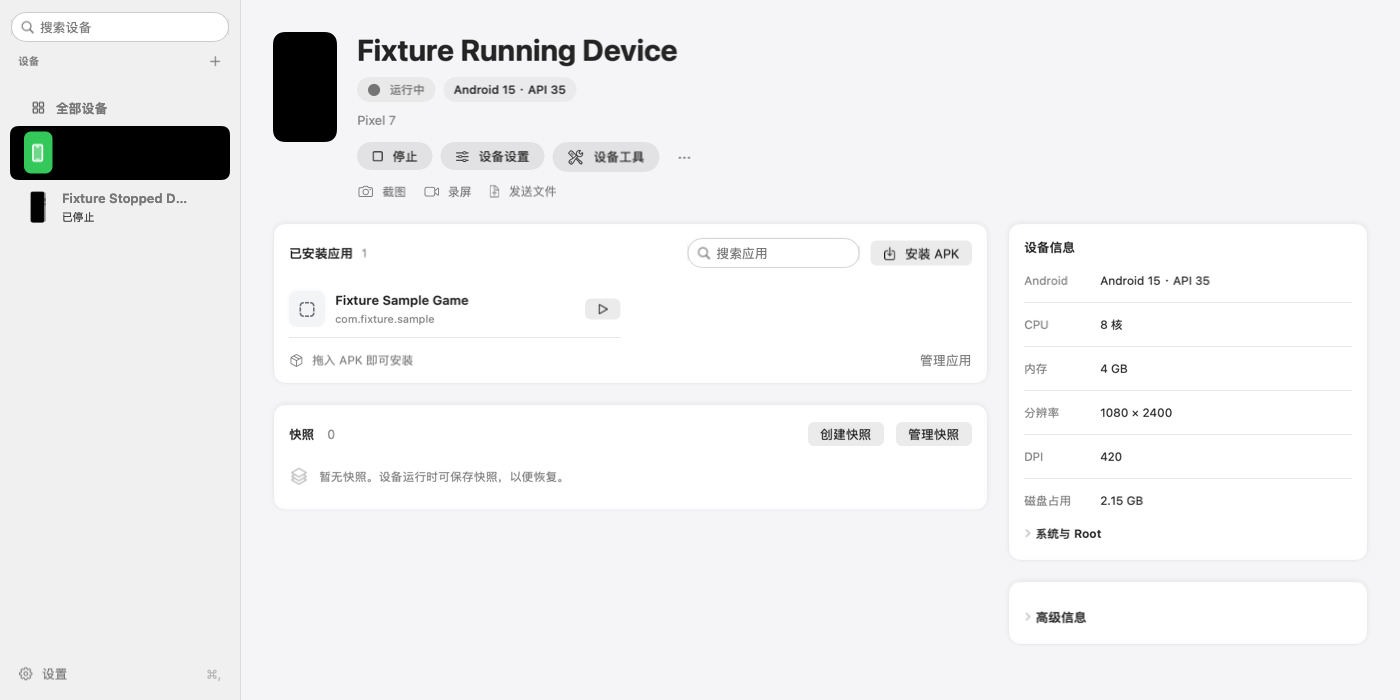 搜索设备
设备
全部设备
Fixture Stopped D...
已停止
设置
⌘,
Fixture Running Device
运行中
Android 15 · API 35
Pixel 7
停止
设备设置
设备工具
截图
录屏
发送文件
已安装应用 1
搜索应用
安装 APK
Fixture Sample Game
com.fixture.sample
拖入 APK 即可安装
管理应用
快照 0
创建快照
管理快照
暂无快照。设备运行时可保存快照，以便恢复。
设备信息
Android Android 15 · API 35
CPU 8 核
内存 4 GB
分辨率 1080 × 2400
DPI 420
磁盘占用 2.15 GB
系统与 Root
高级信息